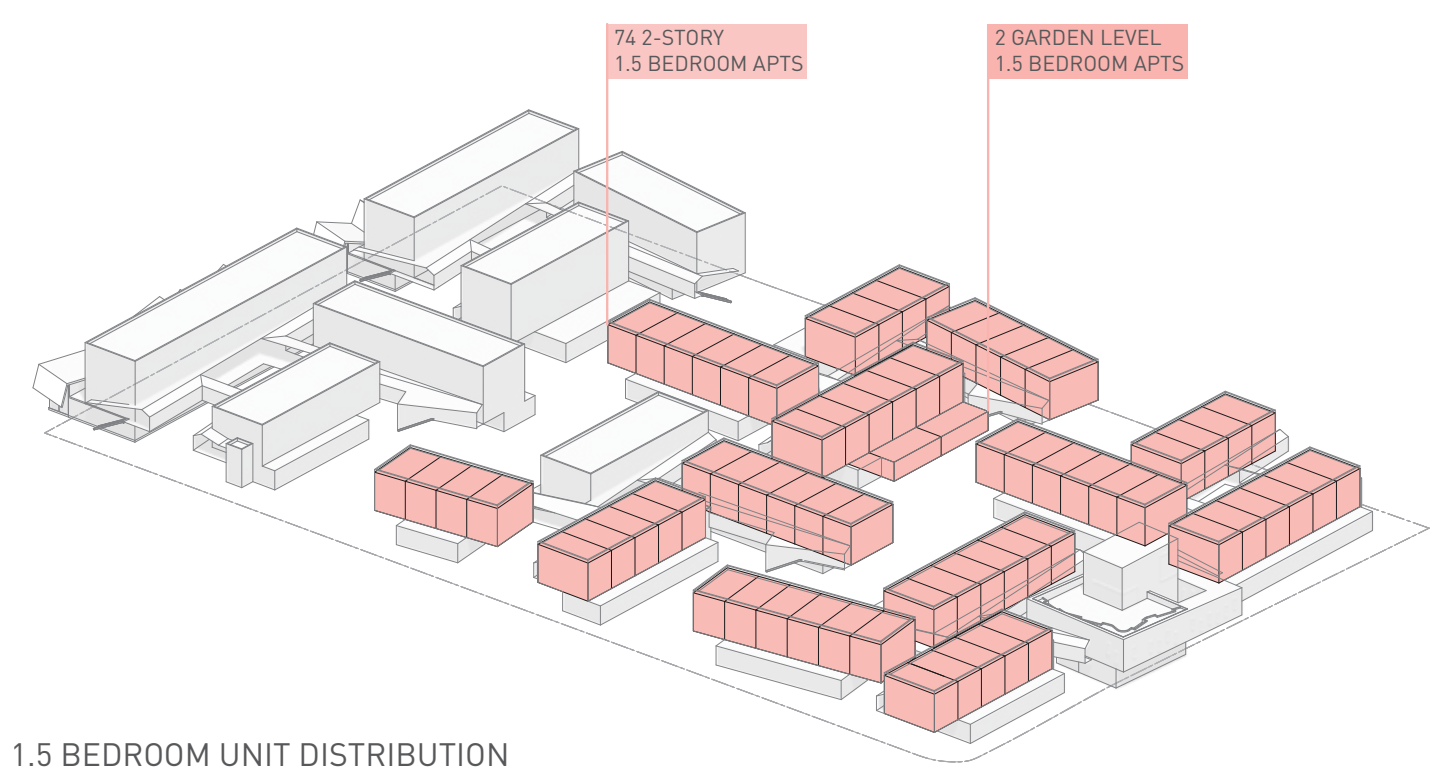 74 2-STORY
1.5 BEDROOM APTS
2 GARDEN LEVEL
1.5 BEDROOM APTS
1.5 BEDROOM UNIT DISTRIBUTION